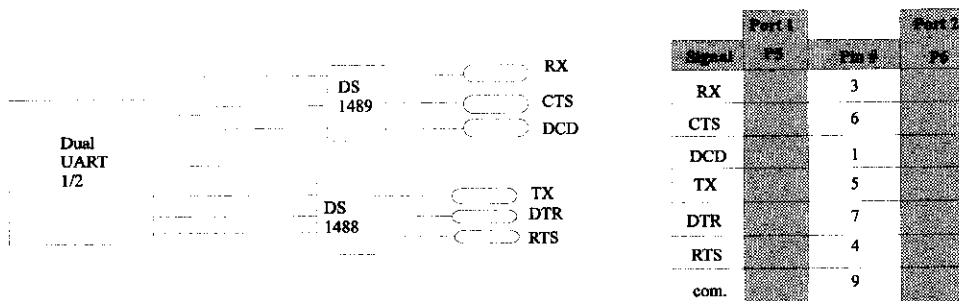 Dual
UART
1/2
DS
1489
RX
CTS
DCD
DS
1488
TX
DTR
RTS
Port 1 Port 2
Signal P5 Pin # P6
RX 3
CTS 6
DCD 1
TX 5
DTR 7
RTS 4
com. 9